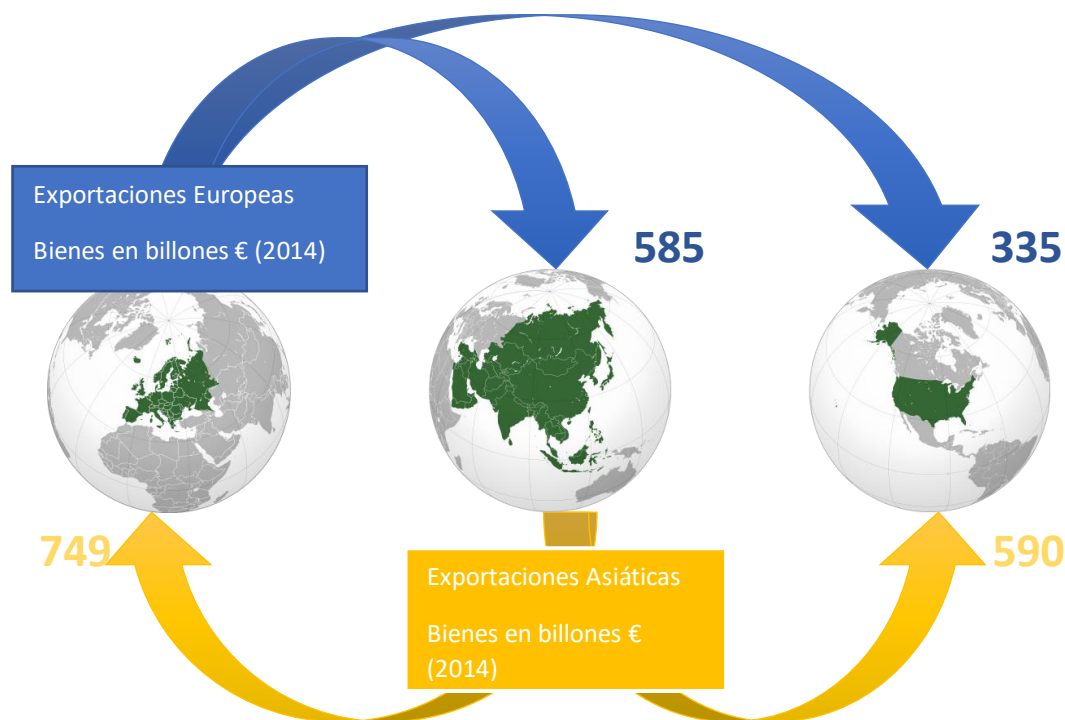 Exportaciones Europeas
Bienes en billones € (2014)
585
335
749
590
Exportaciones Asiáticas
Bienes en billones €
(2014)